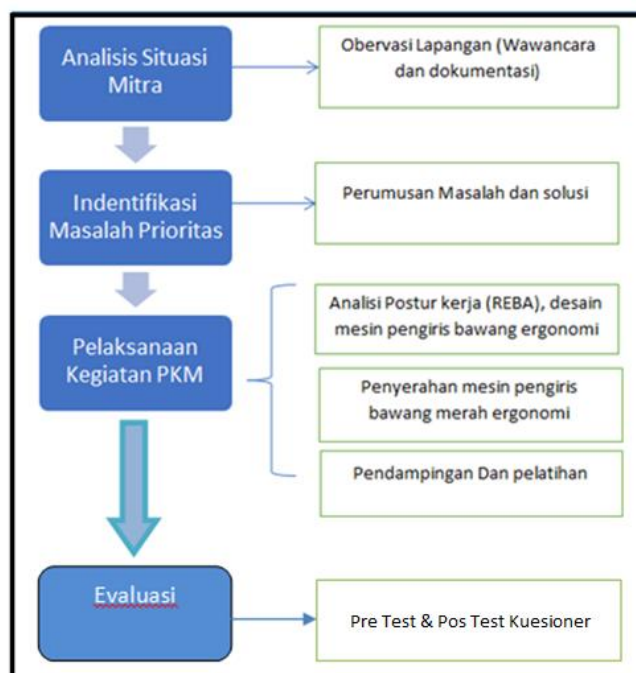 Analisis Situasi
Mitra
Obervasi Lapangan (Wawancara
dan dokumentasi)
Indentifikasi
Masalah Prioritas
Perumusan Masalah dan solusi
Pelaksanaan
Kegiatan PKM
Analisi Postur kerja (REBA), desain
mesin pengiris bawang ergonomi
Penyerahan mesin pengiris
bawang merah ergonomi
Pendampingan Dan pelatihan
Evaluasi
Pre Test & Pos Test Kuesioner